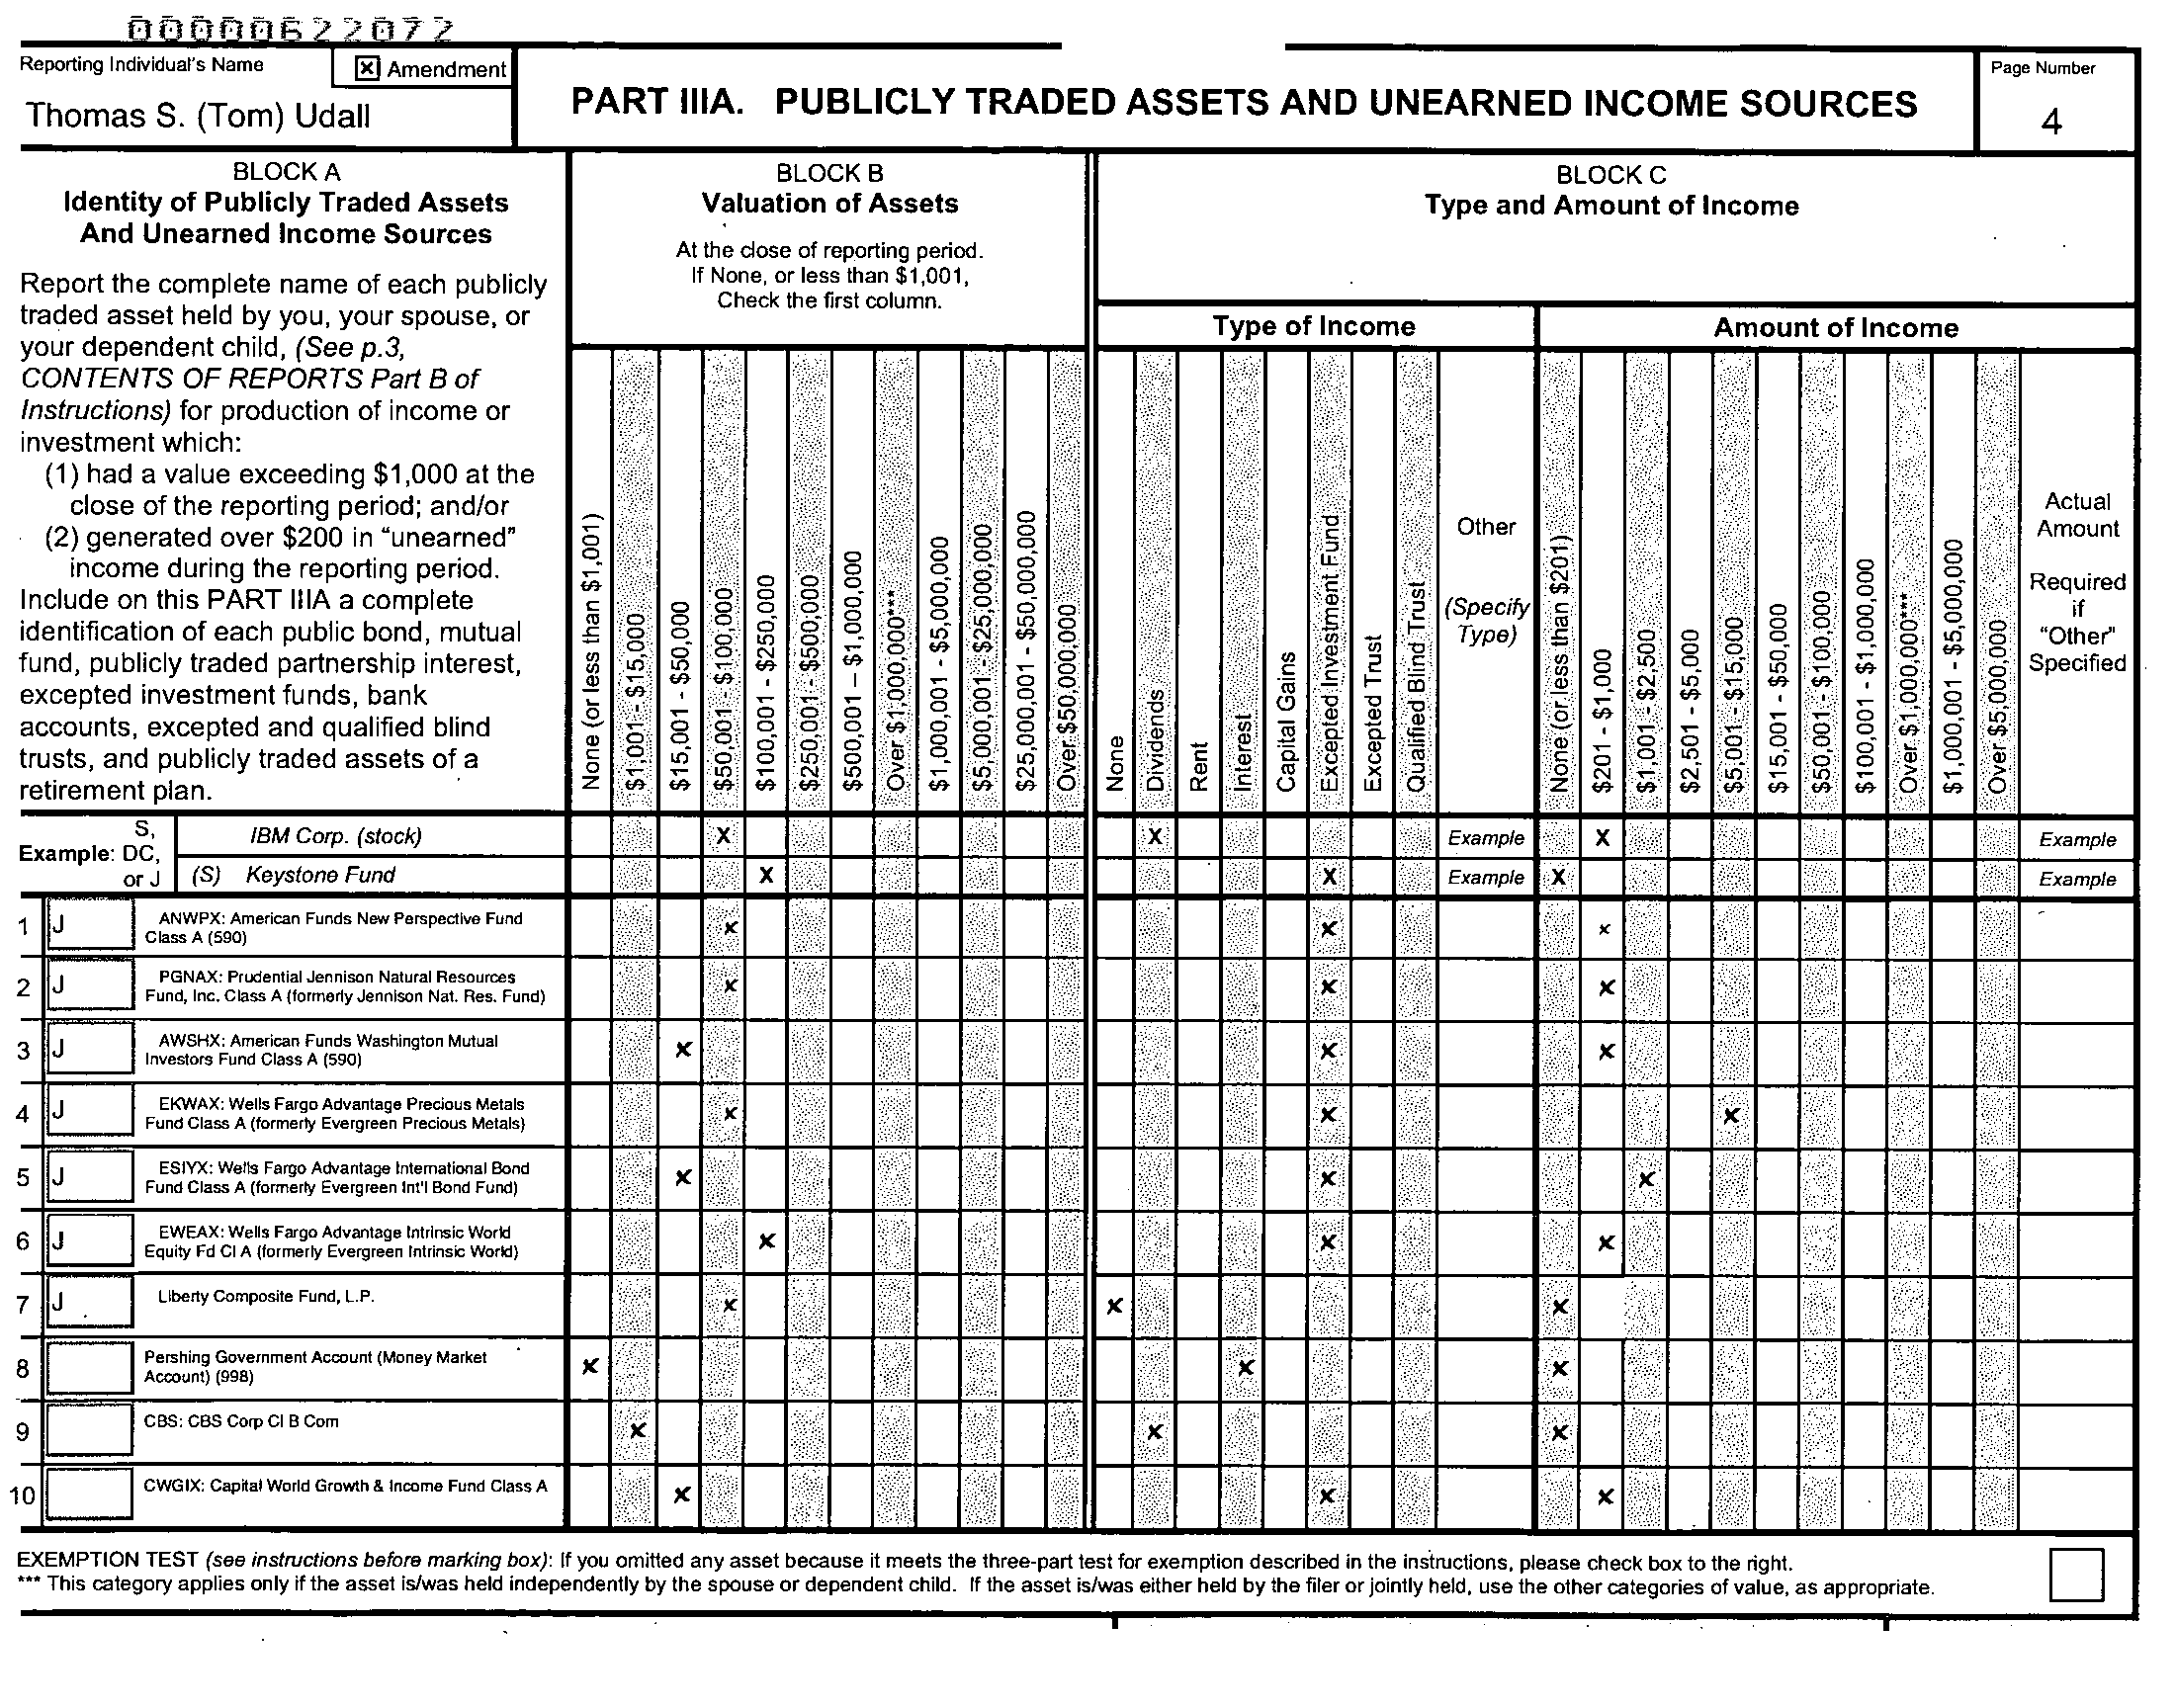 00000622072
Reporting Individual's Name
☒ Amendment
Thomas S. (Tom) Udall
PART IIIA. PUBLICLY TRADED ASSETS AND UNEARNED INCOME SOURCES
Page Number
4
BLOCK A
Identity of Publicly Traded Assets
And Unearned Income Sources
Report the complete name of each publicly
traded asset held by you, your spouse, or
your dependent child, (See p.3,
CONTENTS OF REPORTS Part B of
Instructions) for production of income or
investment which:
(1) had a value exceeding $1,000 at the
close of the reporting period; and/or
(2) generated over $200 in “unearned”
income during the reporting period.
Include on this PART IIIA a complete
identification of each public bond, mutual
fund, publicly traded partnership interest,
excepted investment funds, bank
accounts, excepted and qualified blind
trusts, and publicly traded assets of a
retirement plan.
BLOCK B
Valuation of Assets
At the close of reporting period.
If None, or less than $1,001,
Check the first column.
None (or less than $1,001)
$1,001 - $15,000
$15,001 - $50,000
$50,001 - $100,000
$100,001 - $250,000
$250,001 - $500,000
$500,001 – $1,000,000
Over $1,000,000***
$1,000,001 - $5,000,000
$5,000,001 - $25,000,000
$25,000,001 - $50,000,000
Over $50,000,000
BLOCK C
Type and Amount of Income
Type of Income
None
Dividends
Rent
Interest
Capital Gains
Excepted Investment Fund
Excepted Trust
Qualified Blind Trust
Other
(Specify
Type)
Amount of Income
None (or less than $201)
$201 - $1,000
$1,001 - $2,500
$2,501 - $5,000
$5,001 - $15,000
$15,001 - $50,000
$50,001 - $100,000
$100,001 - $1,000,000
Over $1,000,000***
$1,000,001 - $5,000,000
Over $5,000,000
Actual
Amount
Required
if
“Other”
Specified
S,
Example: DC,
or J
IBM Corp. (stock) X X Example X Example
(S) Keystone Fund X X Example X Example
1 J ANWPX: American Funds New Perspective Fund
Class A (590) x x x
2 J PGNAX: Prudential Jennison Natural Resources
Fund, Inc. Class A (formerly Jennison Nat. Res. Fund) x x x
3 J AWSHX: American Funds Washington Mutual
Investors Fund Class A (590) x x x
4 J EKWAX: Wells Fargo Advantage Precious Metals
Fund Class A (formerly Evergreen Precious Metals) x x x
5 J ESIYX: Wells Fargo Advantage International Bond
Fund Class A (formerly Evergreen Int'l Bond Fund) x x x
6 J EWEAX: Wells Fargo Advantage Intrinsic World
Equity Fd Cl A (formerly Evergreen Intrinsic World) x x x
7 J Liberty Composite Fund, L.P. x x x
8 Pershing Government Account (Money Market
Account) (998) x x x
9 CBS: CBS Corp Cl B Com x x x
10 CWGIX: Capital World Growth & Income Fund Class A x x x
EXEMPTION TEST (see instructions before marking box): If you omitted any asset because it meets the three-part test for exemption described in the instructions, please check box to the right.
*** This category applies only if the asset is/was held independently by the spouse or dependent child. If the asset is/was either held by the filer or jointly held, use the other categories of value, as appropriate.